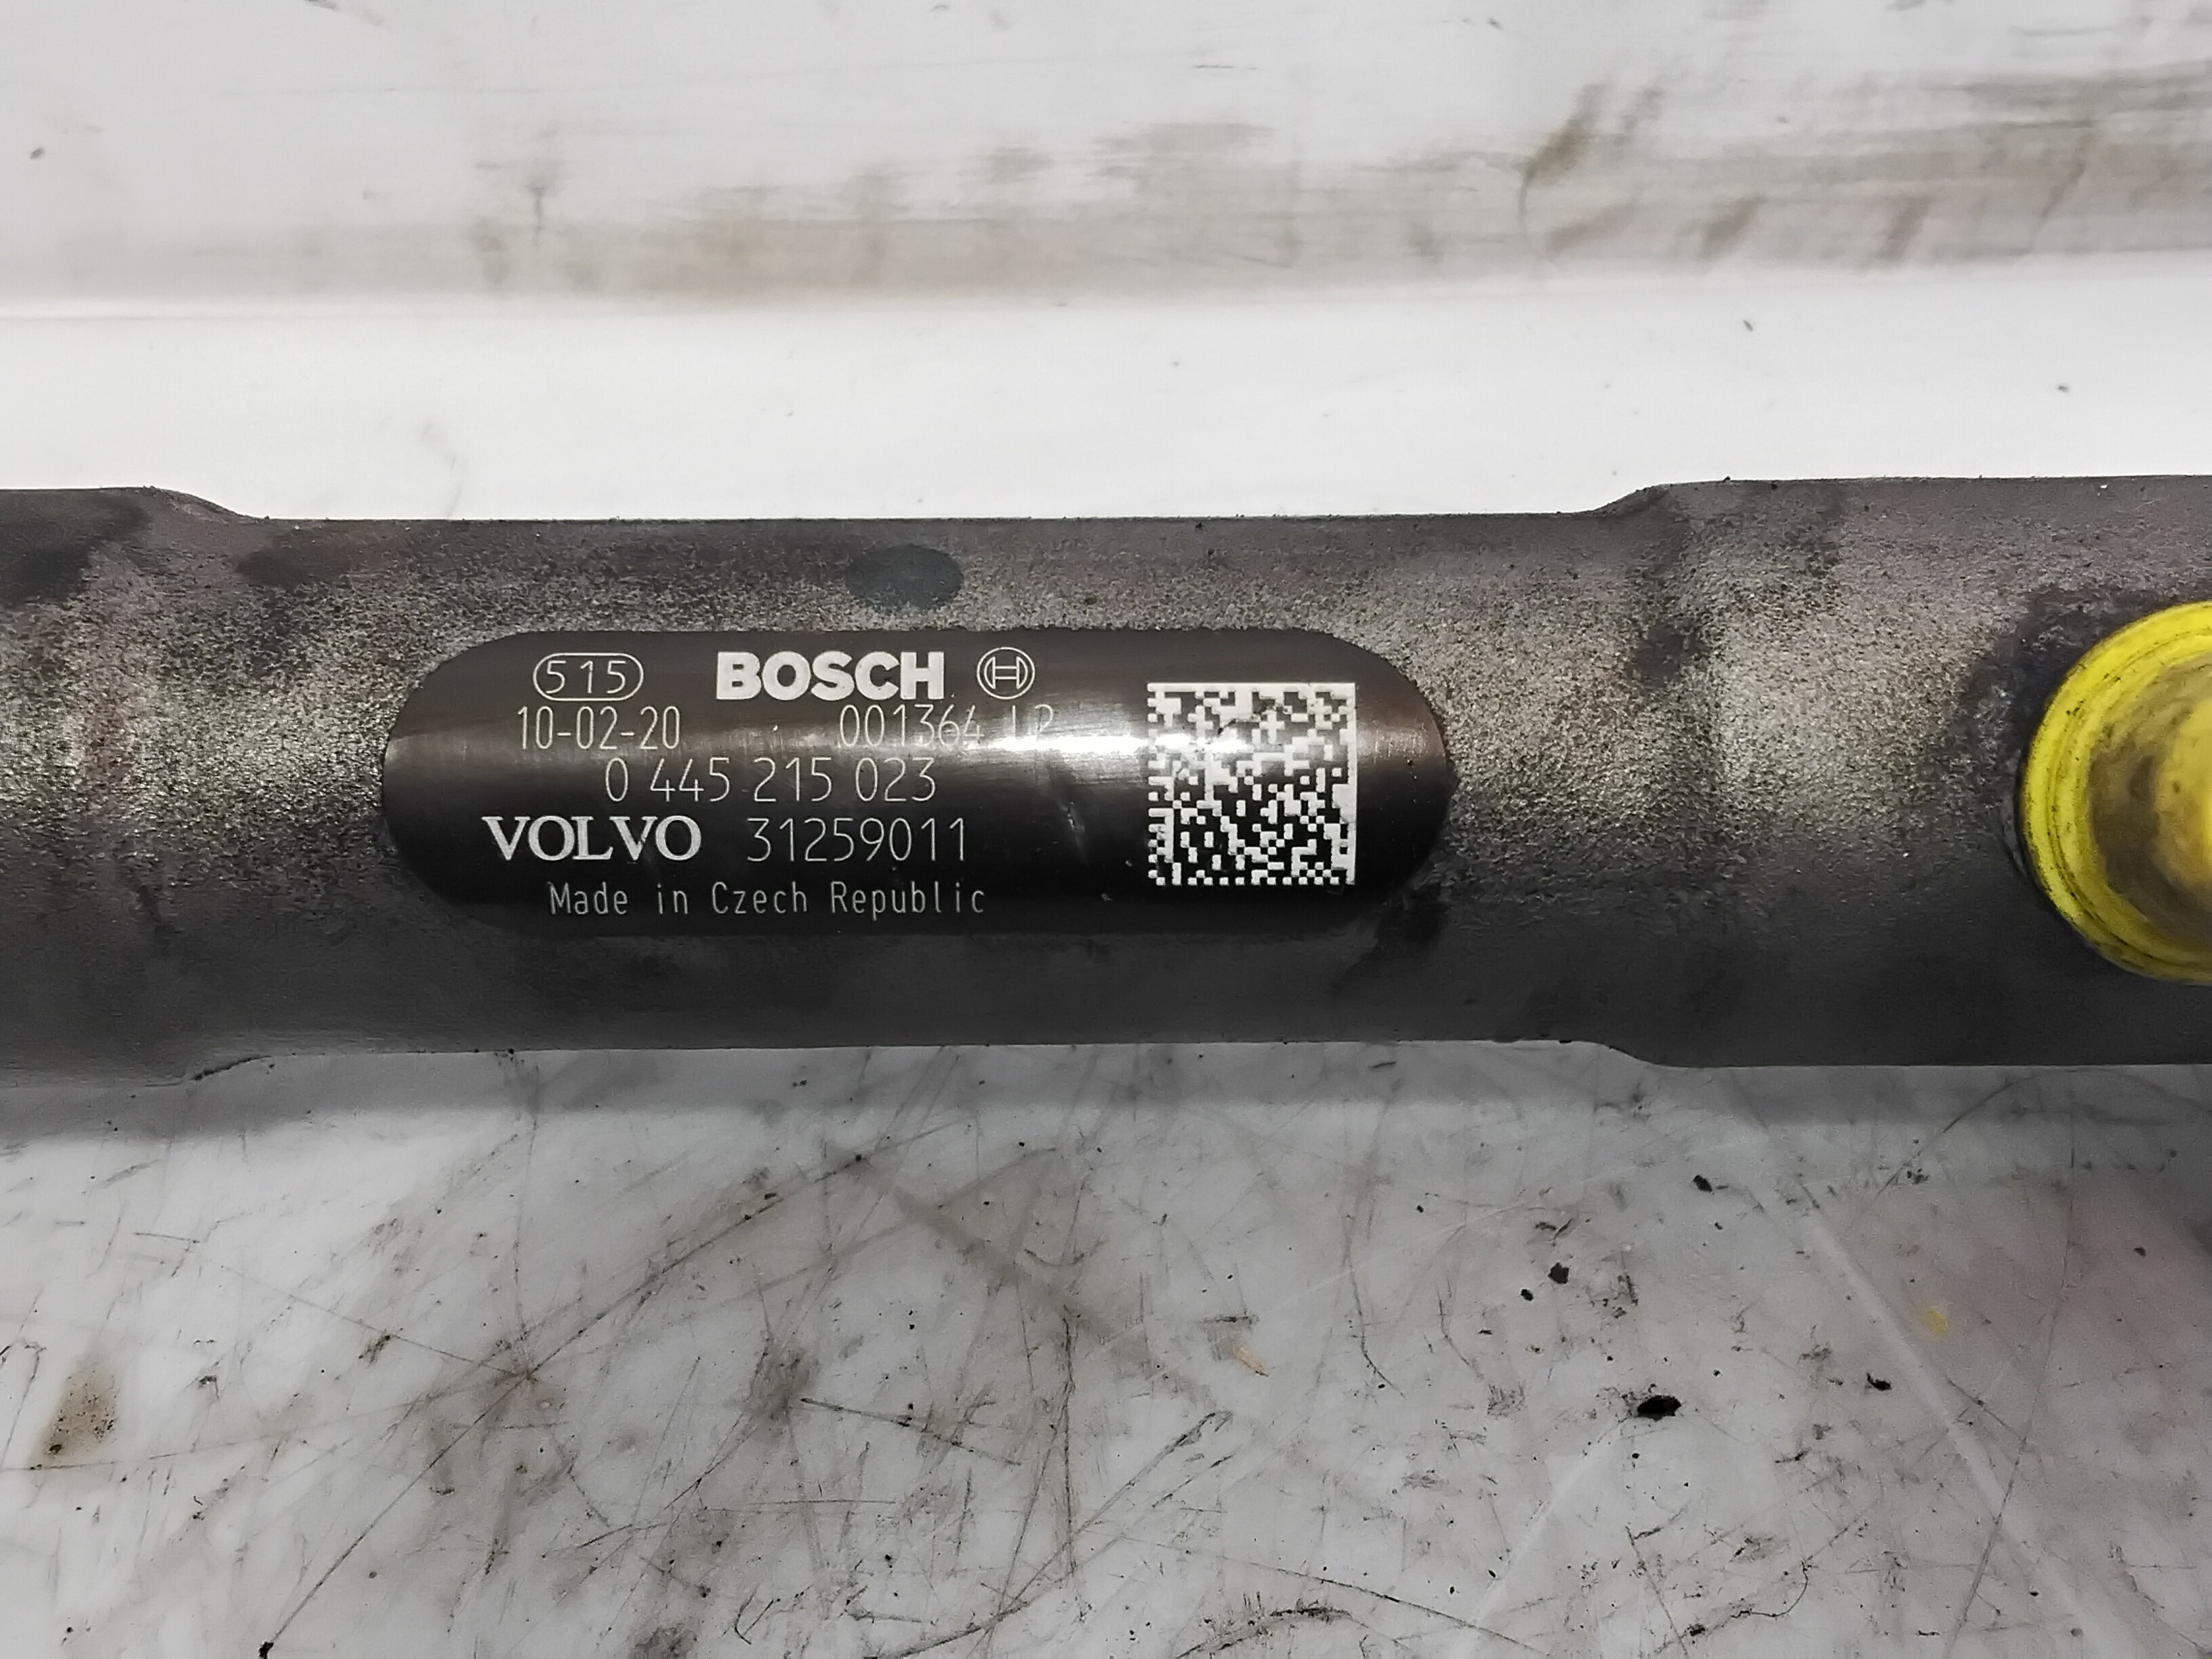 515 BOSCH
10-02-20 001364
0 445 215 023
VOLVO 31259011
Made in Czech Republic